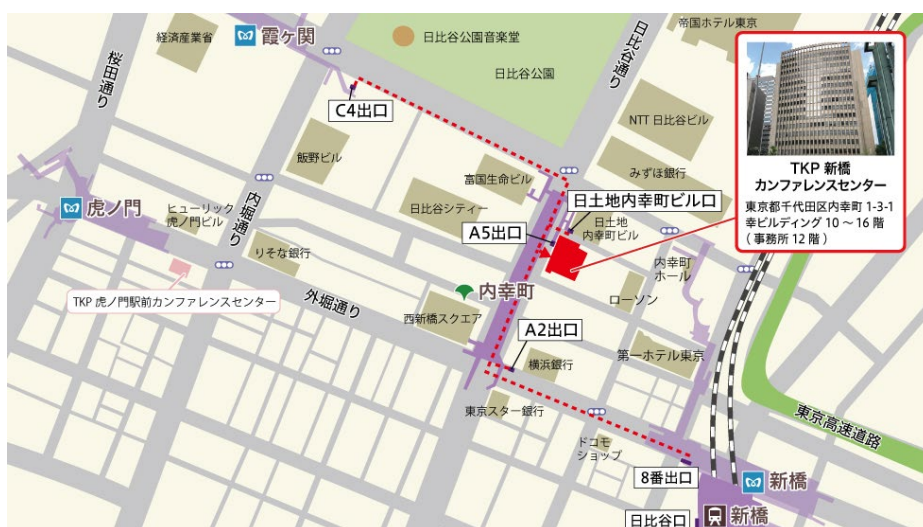 桜田通り
経済産業省
霞ヶ関
日比谷公園音楽堂
日比谷公園
日比谷通り
帝国ホテル東京
C4出口
飯野ビル
内堀通り
富国生命ビル
日比谷シティー
NTT 日比谷ビル
みずほ銀行
TKP 新橋
カンファレンスセンター
東京都千代田区内幸町 1-3-1
幸ビルディング 10 ～ 16 階
( 事務所 12 階 )
虎ノ門
ヒューリック
虎ノ門ビル
りそな銀行
TKP 虎ノ門駅前カンファレンスセンター
外堀通り
日土地内幸町ビル口
A5出口
日土地
内幸町ビル
内幸町
西新橋スクエア
内幸町
ホール
ローソン
A2出口
横浜銀行
第一ホテル東京
東京スター銀行
ドコモ
ショップ
東京高速道路
8番出口
新橋
日比谷口
新橋